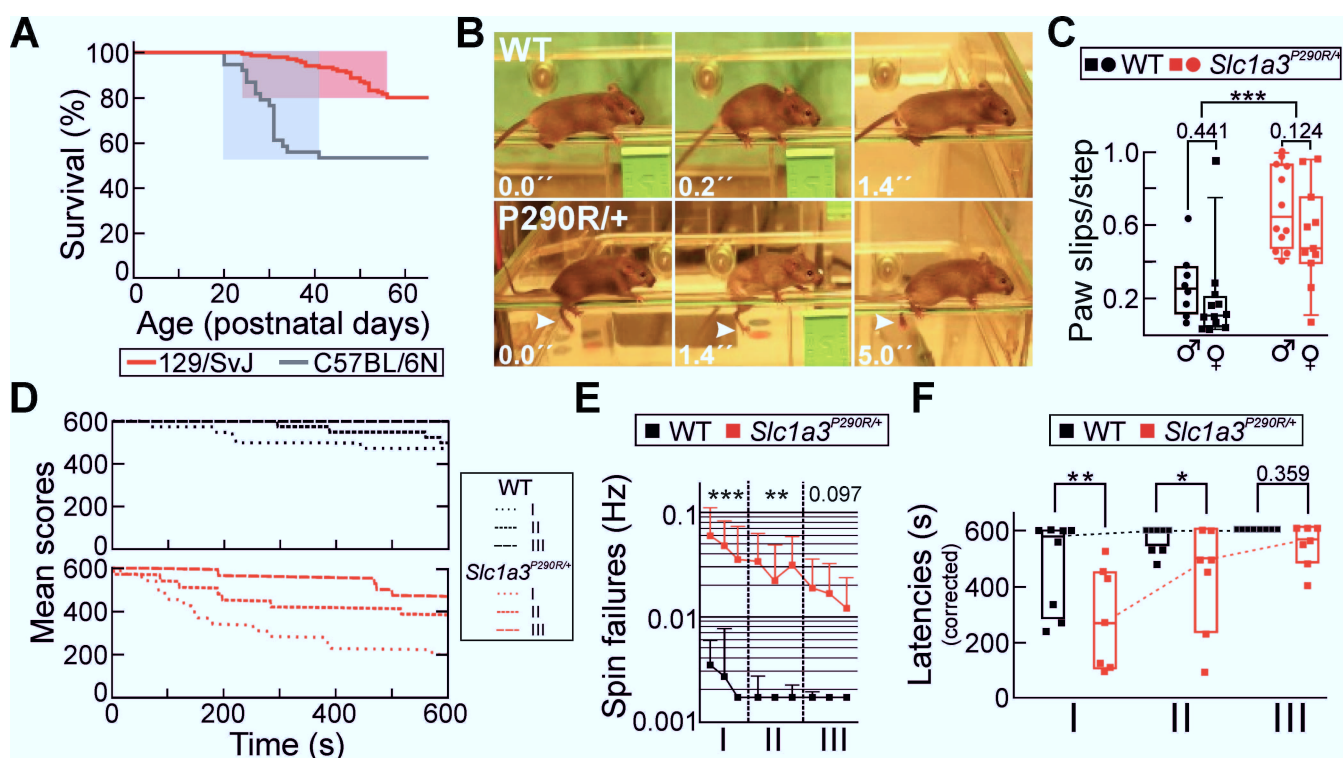 A
Survival (%)
100
80
60
40
20
0
0 20 40 60
Age (postnatal days)
129/SvJ C57BL/6N
B
WT
0.0´´ 0.2´´ 1.4´´
P290R/+
0.0´´ 1.4´´ 5.0´´
C
WT Slc1a3P290R/+
***
0.441 0.124
Paw slips/step
1.0
0.6
0.2
♂ ♀ ♂ ♀
D
Mean scores
600
400
200
0
600
400
200
0
0 200 400 600
Time (s)
WT
I
II
III
Slc1a3P290R/+
I
II
III
E
WT Slc1a3P290R/+
Spin failures (Hz)
*** ** 0.097
0.1
0.01
0.001
I II III
F
WT Slc1a3P290R/+
Latencies (s)
(corrected)
** * 0.359
600
400
200
0
I II III